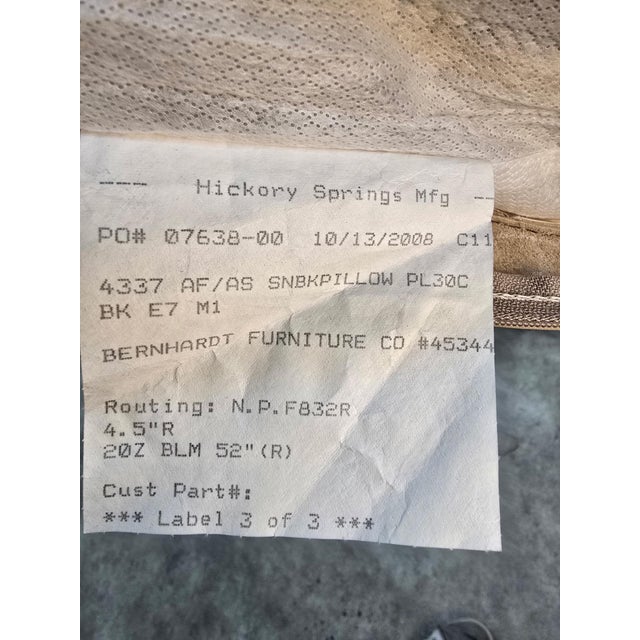 ---- Hickory Springs Mfg --
PO# 07638-00 10/13/2008 C11
4337 AF/AS SNBKPILLOW PL30C
BK E7 M1
BERNHARDT FURNITURE CO #45344
Routing: N.P.F832R
4.5"R
20Z BLM 52"(R)
Cust Part#:
*** Label 3 of 3 ***